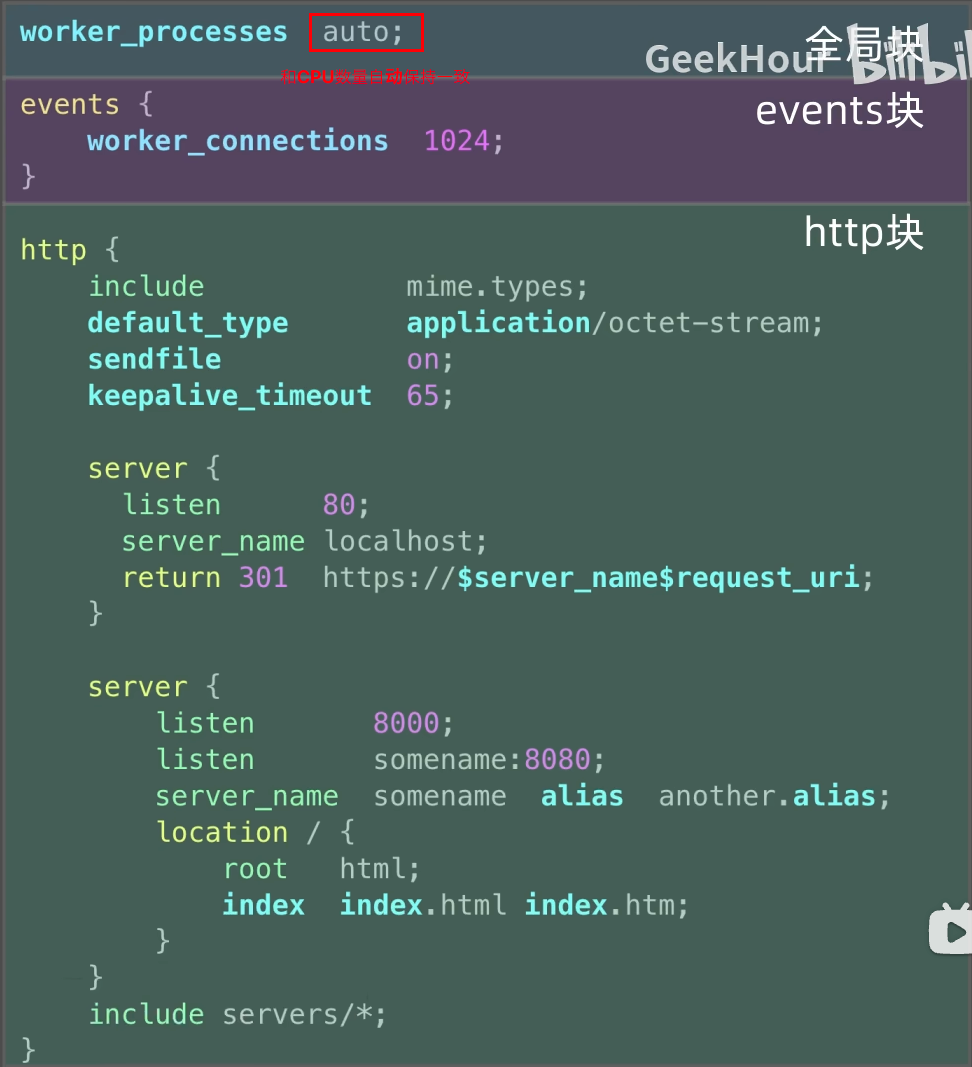 worker_processes auto;
全局块
GeekHour
bilibili
和CPU数量自动保持一致
events {
events块
worker_connections 1024;
}
http块
http {
include mime.types;
default_type application/octet-stream;
sendfile on;
keepalive_timeout 65;
server {
listen 80;
server_name localhost;
return 301 https://$server_name$request_uri;
}
server {
listen 8000;
listen somename:8080;
server_name somename alias another.alias;
location / {
root html;
index index.html index.htm;
}
}
include servers/*;
}